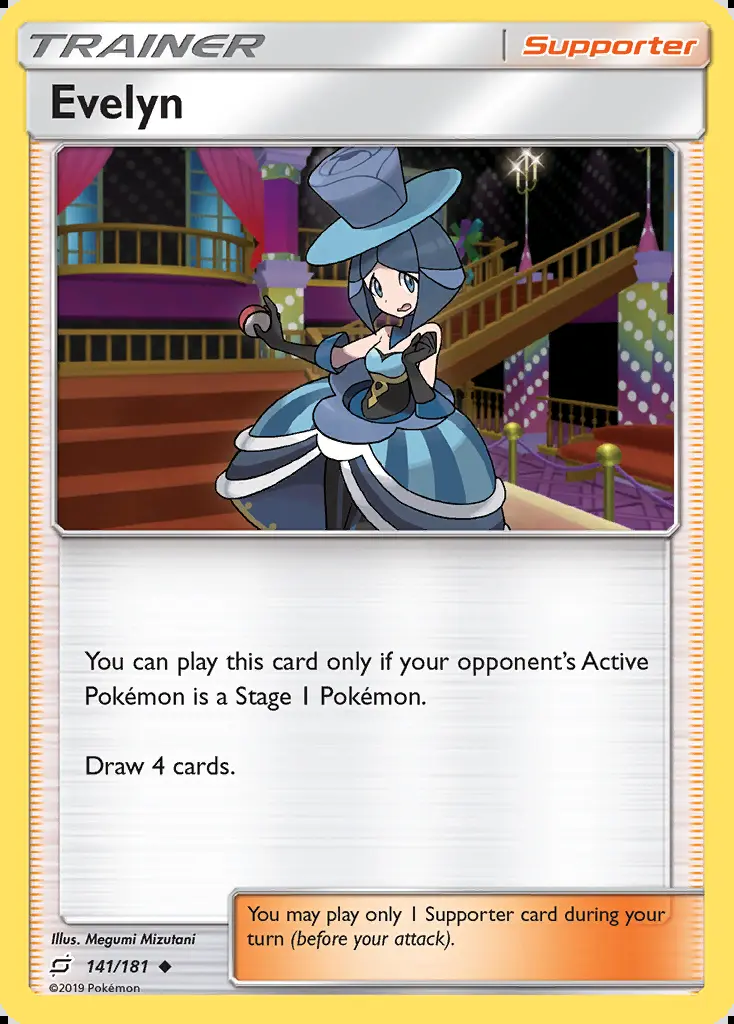 TRAINER
Supporter
Evelyn
You can play this card only if your opponent's Active
Pokémon is a Stage 1 Pokémon.
Draw 4 cards.
You may play only 1 Supporter card during your
turn (before your attack).
Illus. Megumi Mizutani
141/181
©2019 Pokémon